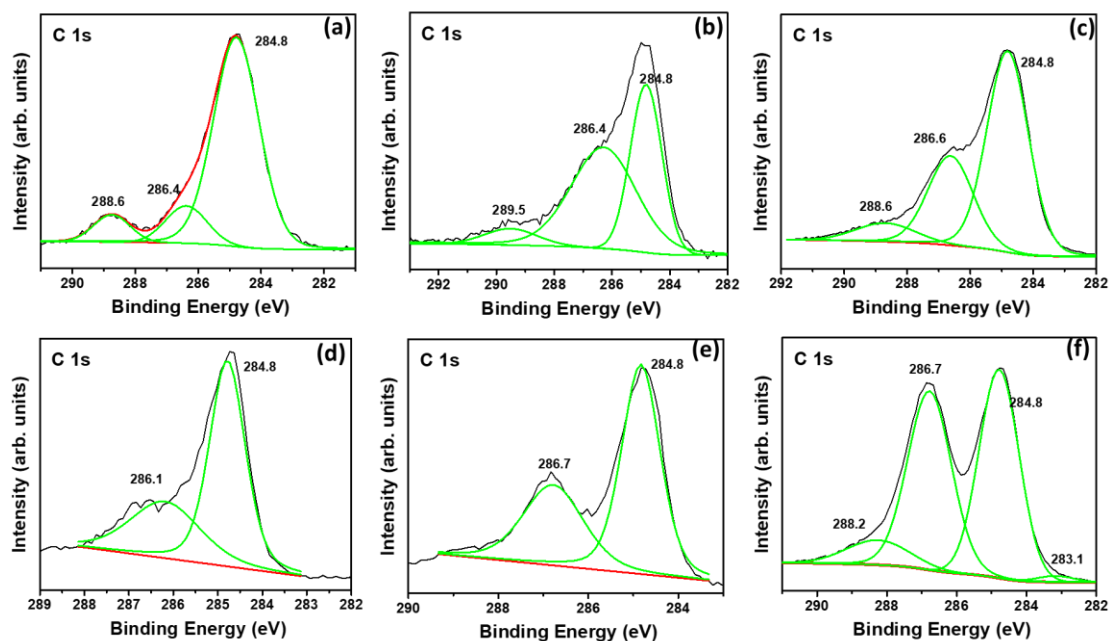 C 1s
(a)
284.8
286.4
288.6
Intensity (arb. units)
290 288 286 284 282
Binding Energy (eV)
C 1s
(b)
284.8
286.4
289.5
Intensity (arb. units)
292 290 288 286 284 282
Binding Energy (eV)
C 1s
(c)
284.8
286.6
288.6
Intensity (arb. units)
292 290 288 286 284 282
Binding Energy (eV)
C 1s
(d)
284.8
286.1
Intensity (arb. units)
289 288 287 286 285 284 283 282
Binding Energy (eV)
C 1s
(e)
284.8
286.7
Intensity (arb. units)
290 288 286 284
Binding Energy (eV)
C 1s
(f)
286.7
284.8
288.2
283.1
Intensity (arb. units)
290 288 286 284 282
Binding Energy (eV)